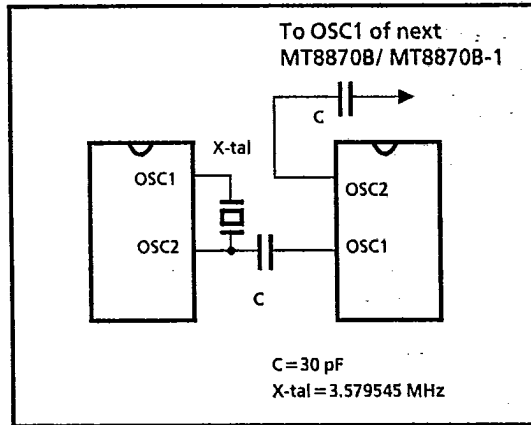 To OSC1 of next
MT8870B/ MT8870B-1
C
X-tal
OSC1
OSC2
OSC2
OSC1
C
C=30 pF
X-tal=3.579545 MHz